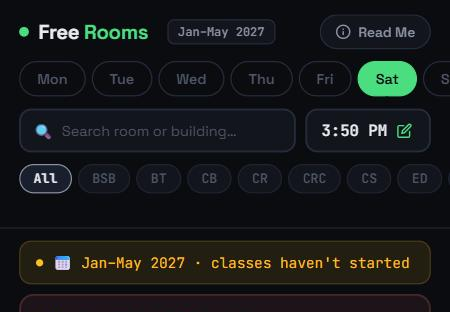 Free Rooms Jan–May 2027 Read Me
Mon Tue Wed Thu Fri Sat S
Search room or building… 3:50 PM
All BSB BT CB CR CRC CS ED
Jan–May 2027 · classes haven't started